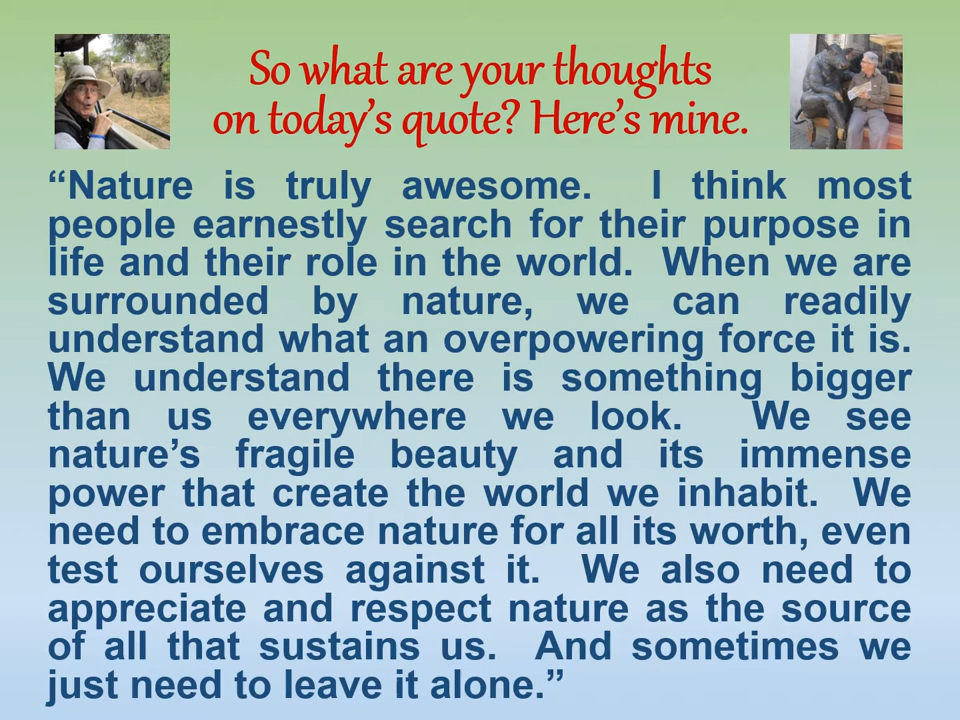 So what are your thoughts
on today’s quote? Here’s mine.
“Nature is truly awesome. I think most
people earnestly search for their purpose in
life and their role in the world. When we are
surrounded by nature, we can readily
understand what an overpowering force it is.
We understand there is something bigger
than us everywhere we look. We see
nature’s fragile beauty and its immense
power that create the world we inhabit. We
need to embrace nature for all its worth, even
test ourselves against it. We also need to
appreciate and respect nature as the source
of all that sustains us. And sometimes we
just need to leave it alone.”